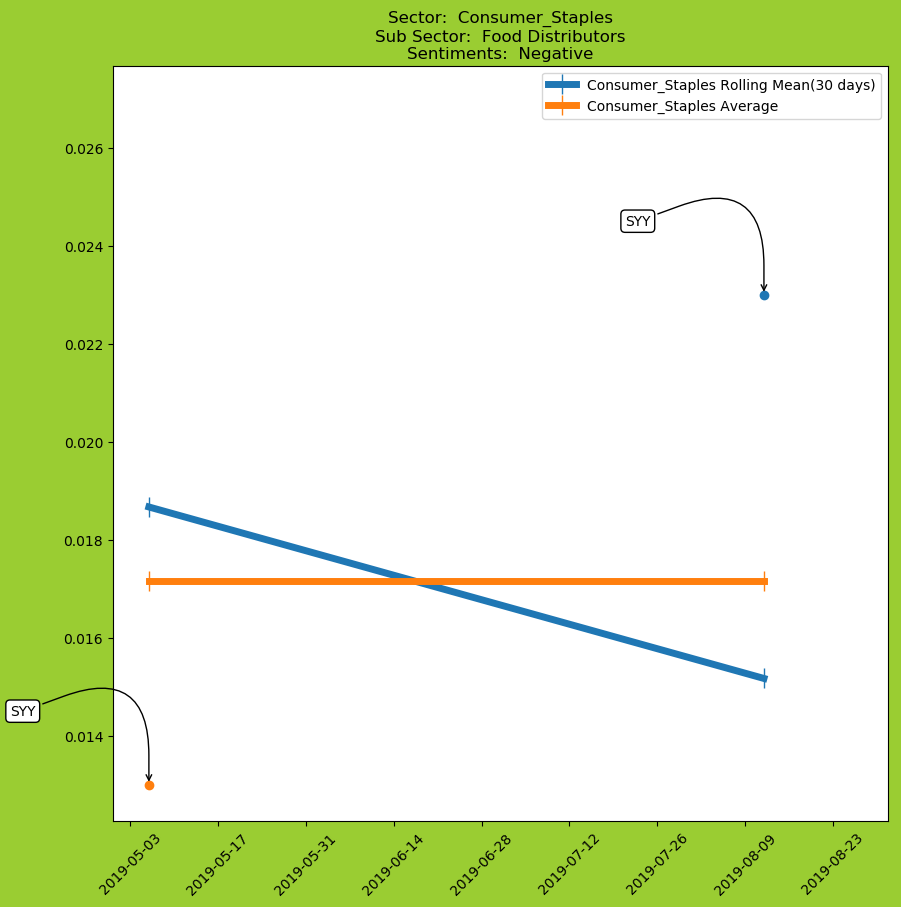 Sector:  Consumer_Staples
Sub Sector:  Food Distributors
Sentiments:  Negative
Consumer_Staples Rolling Mean(30 days)
Consumer_Staples Average
0.026
0.024
0.022
0.020
0.018
0.016
0.014
SYY
SYY
2019-05-03
2019-05-17
2019-05-31
2019-06-14
2019-06-28
2019-07-12
2019-07-26
2019-08-09
2019-08-23